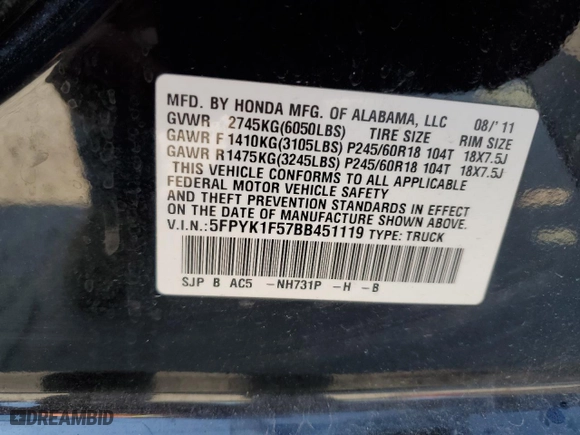 MFD. BY HONDA MFG. OF ALABAMA, LLC 08/'11
GVWR 2745KG(6050LBS) TIRE SIZE RIM SIZE
GAWR F 1410KG(3105LBS) P245/60R18 104T 18X7.5J
GAWR R1475KG(3245LBS) P245/60R18 104T 18X7.5J
THIS VEHICLE CONFORMS TO ALL APPLICABLE
FEDERAL MOTOR VEHICLE SAFETY
AND THEFT PREVENTION STANDARDS IN EFFECT
ON THE DATE OF MANUFACTURE SHOWN ABOVE.
V.I.N.:5FPYK1F57BB451119 TYPE: TRUCK
SJP B AC5 -NH731P -H -B
DREAMBID